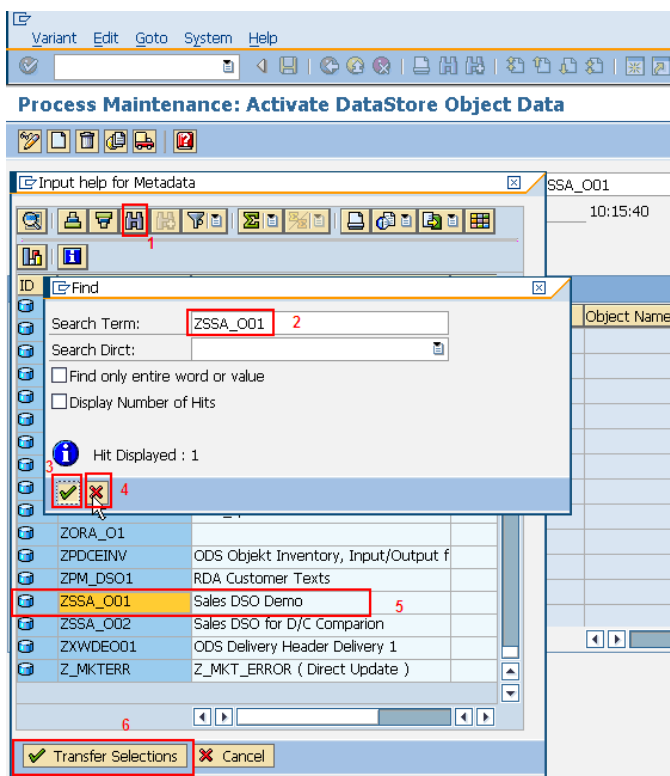 Variant Edit Goto System Help
Process Maintenance: Activate DataStore Object Data
Input help for Metadata
SSA_O01
10:15:40
1
ID
Find
Object Name
Search Term: ZSSA_O01 2
Search Dirct:
Find only entire word or value
Display Number of Hits
Hit Displayed : 1
3
4
ZORA_O1
ZPDCEINV ODS Objekt Inventory, Input/Output f
ZPM_DSO1 RDA Customer Texts
ZSSA_O01 Sales DSO Demo 5
ZSSA_O02 Sales DSO for D/C Comparion
ZXWDEO01 ODS Delivery Header Delivery 1
Z_MKTERR Z_MKT_ERROR ( Direct Update )
6
Transfer Selections Cancel